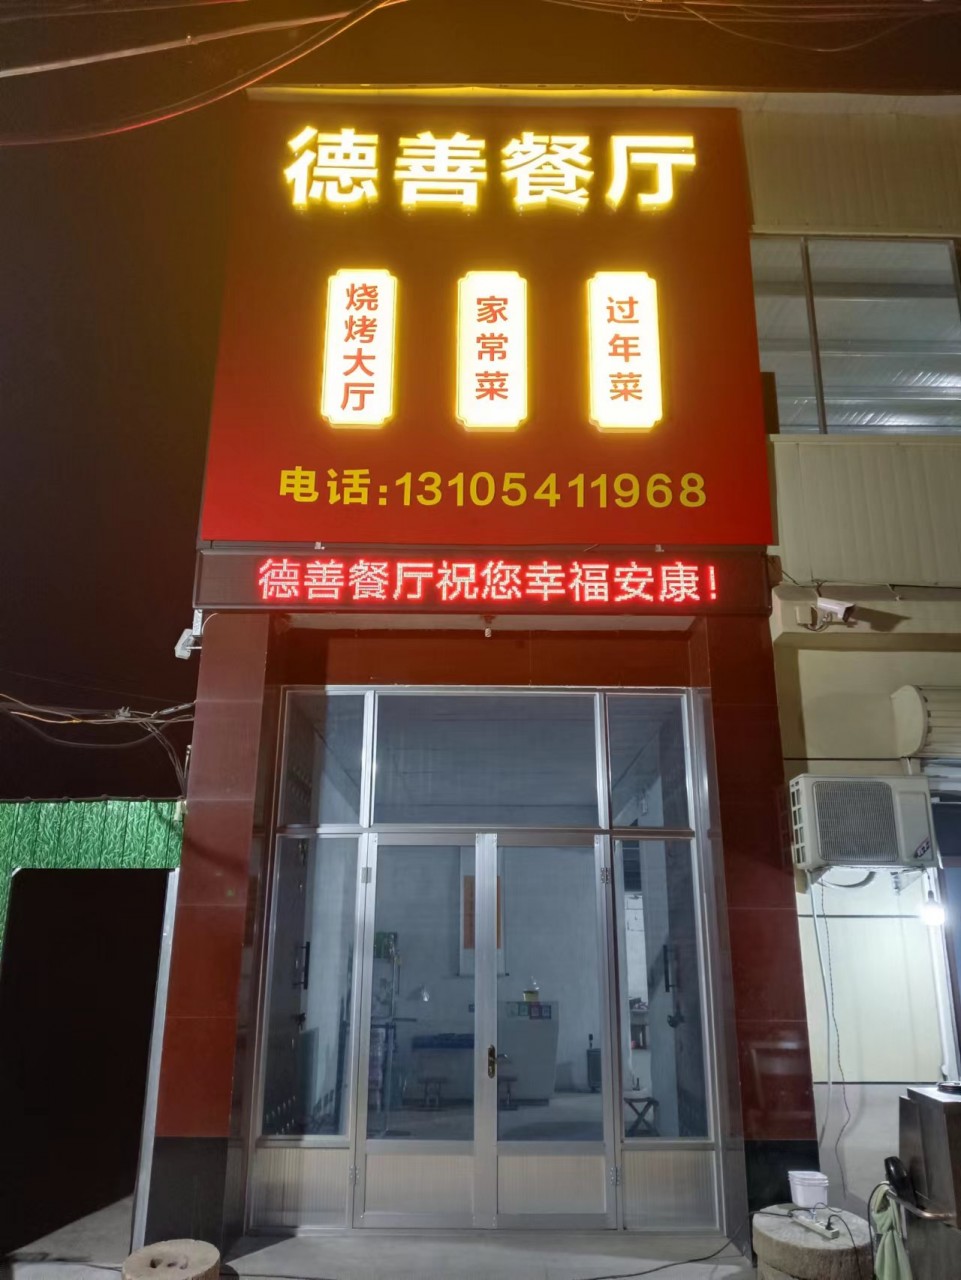 德善餐厅
烧烤大厅
家常菜
过年菜
电话:13105411968
德善餐厅祝您幸福安康!